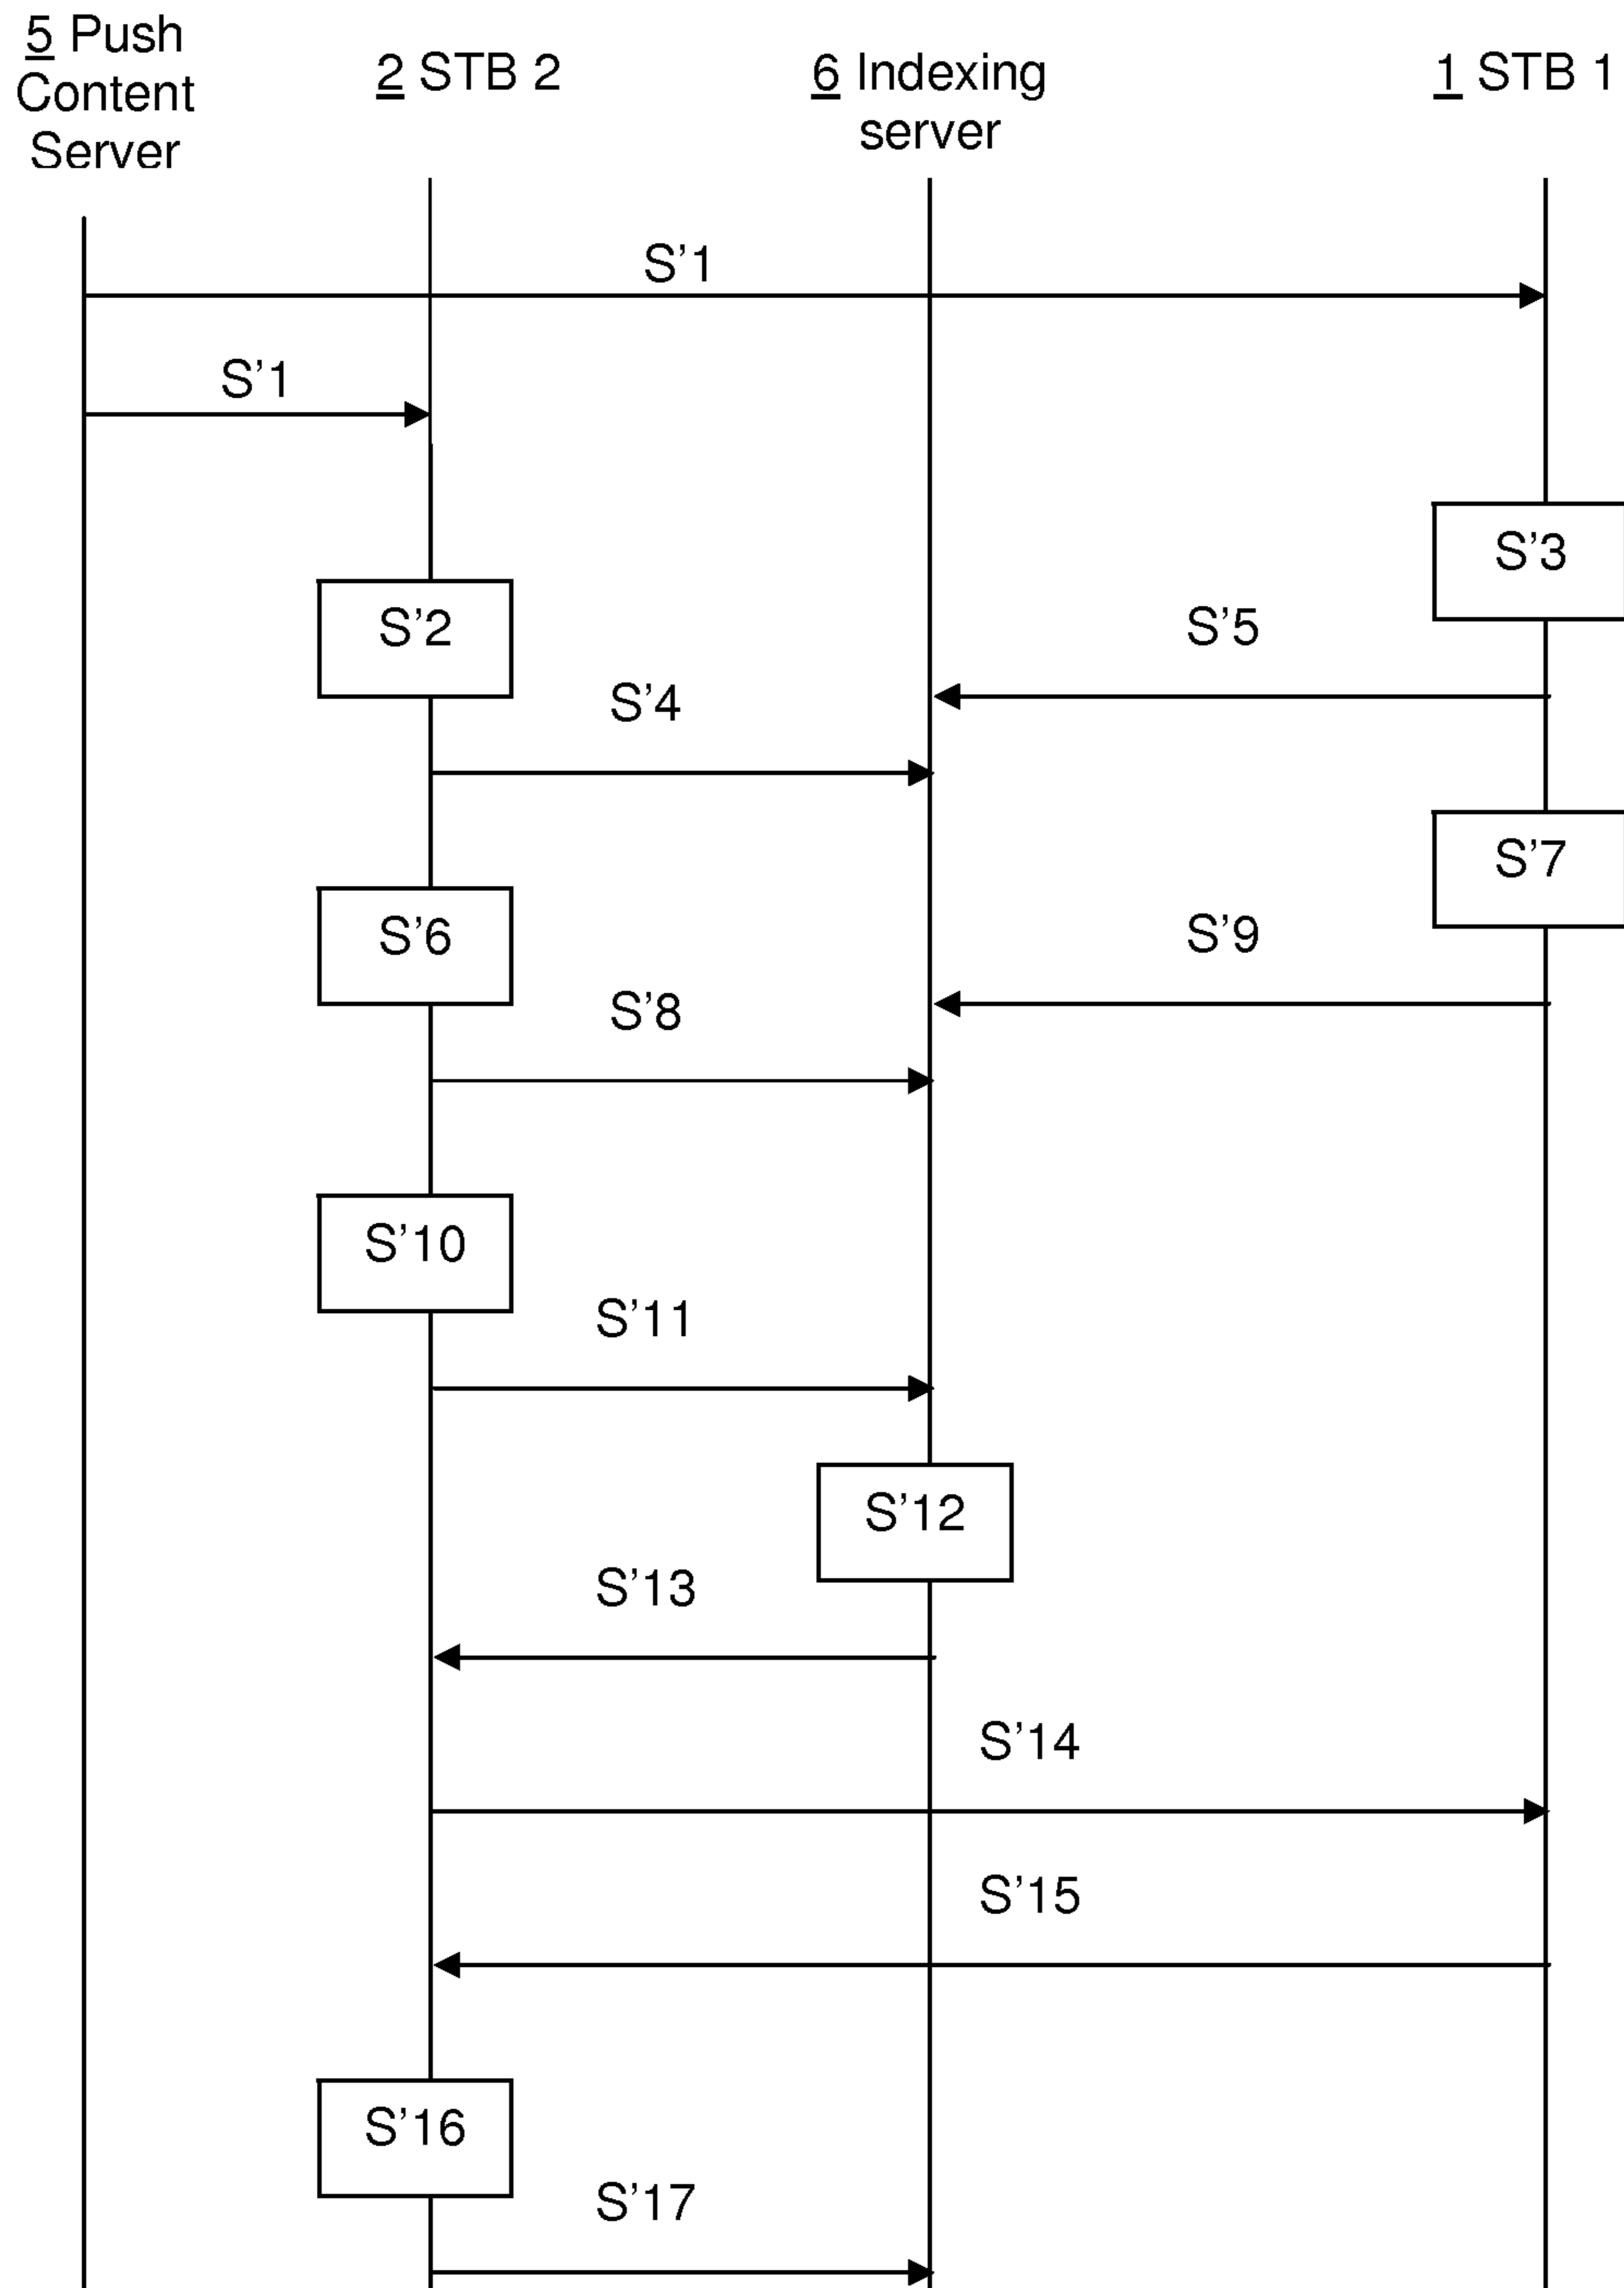 5 Push
Content
Server
2 STB 2
6 Indexing
server
1 STB 1
S’1
S’1
S’3
S’2
S’5
S’4
S’7
S’6
S’9
S’8
S’10
S’11
S’12
S’13
S’14
S’15
S’16
S’17